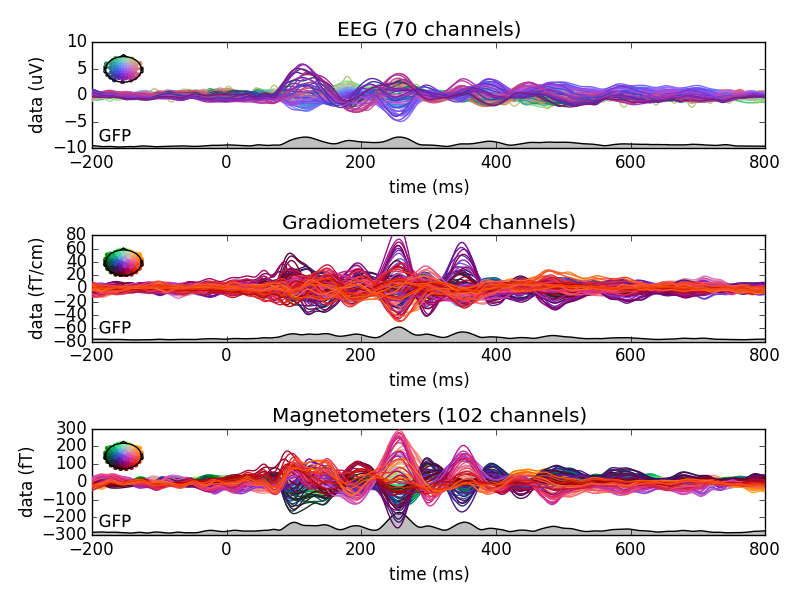 EEG (70 channels)
10
5
0
−5
−10
data (uV)
GFP
−200 0 200 400 600 800
time (ms)
Gradiometers (204 channels)
80
60
40
20
0
−20
−40
−60
−80
data (fT/cm)
GFP
−200 0 200 400 600 800
time (ms)
Magnetometers (102 channels)
300
200
100
0
−100
−200
−300
data (fT)
GFP
−200 0 200 400 600 800
time (ms)